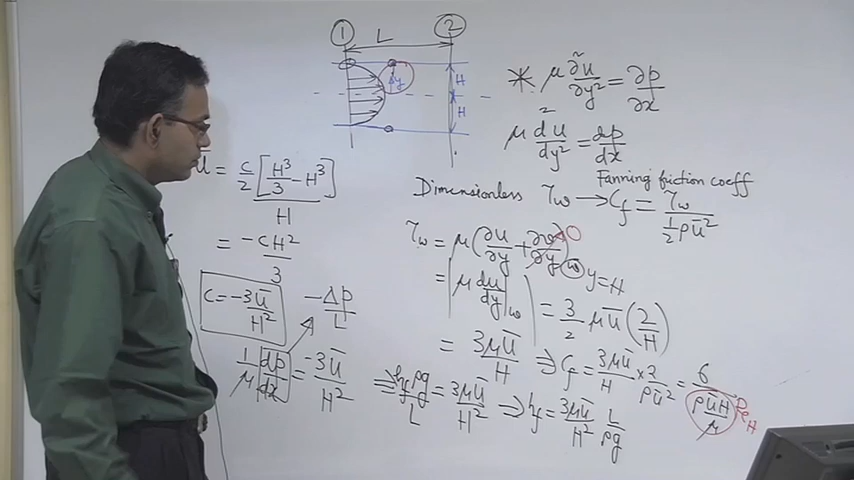 ① L ②
Δy H
H
* μ ∂²u/∂y² = ∂p/∂x
μ d²u/dy² = dp/dx
ū = c/2 [H³/3 − H³] / H
= −cH²/3
C = −3ū/H²
−Δp/L
1/μ dp/dx = −3ū/H²
Dimensionless τw → Cf = τw / ½ρū²
Fanning friction coeff
τw = μ(∂u/∂y + ∂v/∂y) 0 w y=H
= |μ du/dy|w| = 3/2 μū (2/H)
= 3μū/H ⇒ Cf = 3μū/H × 2/ρū² = 6 / (ρūH/μ) ReH
⇒ hf ρg/L = 3μū/H² ⇒ hf = 3μū/H² L/ρg